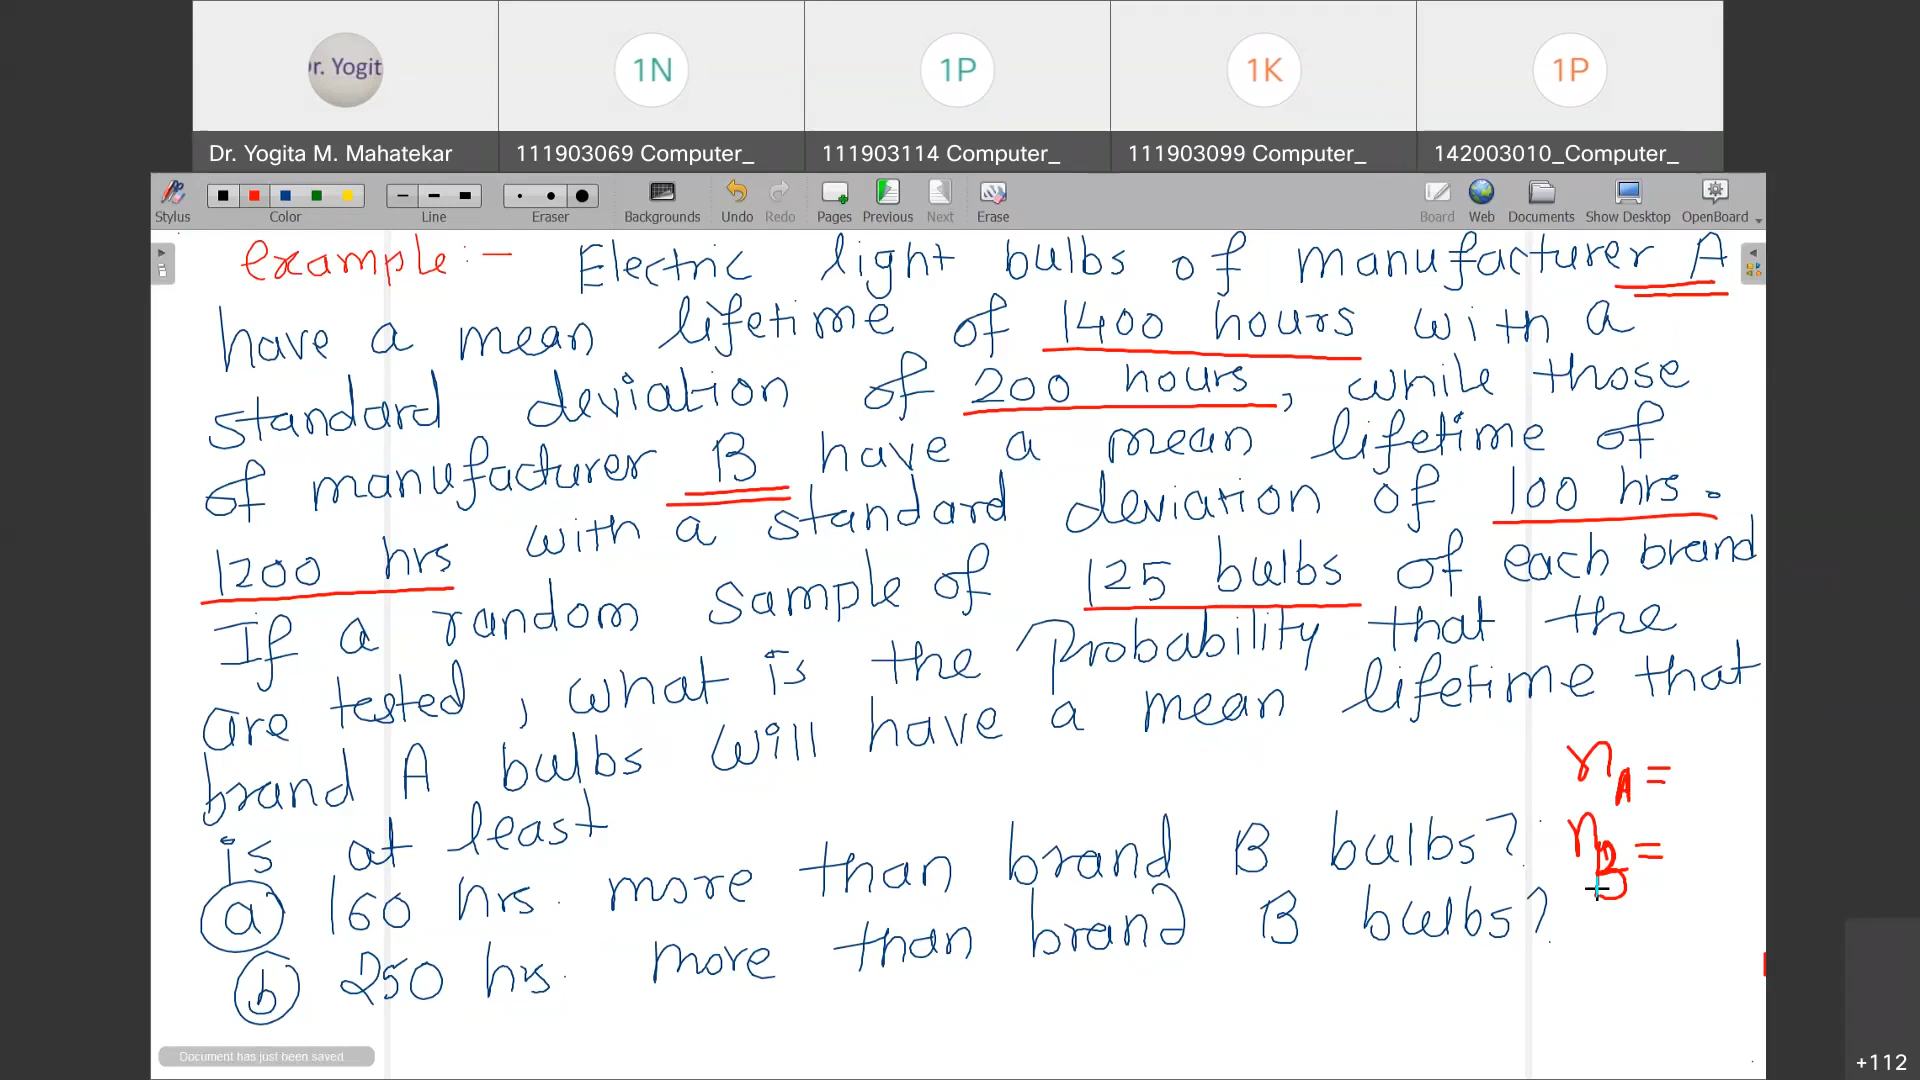 Dr. Yogit
1N
1P
1K
1P
Dr. Yogita M. Mahatekar
111903069 Computer_
111903114 Computer_
111903099 Computer_
142003010_Computer_
Stylus
Color
Line
Eraser
Backgrounds
Undo
Redo
Pages
Previous
Next
Erase
Board
Web
Documents
Show Desktop
OpenBoard
example :- Electric light bulbs of manufacturer A
have a mean lifetime of 1400 hours with a
standard deviation of 200 hours, while those
of manufacturer B have a mean lifetime of
1200 hrs with a standard deviation of 100 hrs.
If a random sample of 125 bulbs of each brand
are tested, what is the Probability that the
brand A bulbs will have a mean lifetime that
is at least
(a) 160 hrs. more than brand B bulbs?
(b) 250 hrs. more than brand B bulbs?
n_A =
n_B =
Document has just been saved
+112